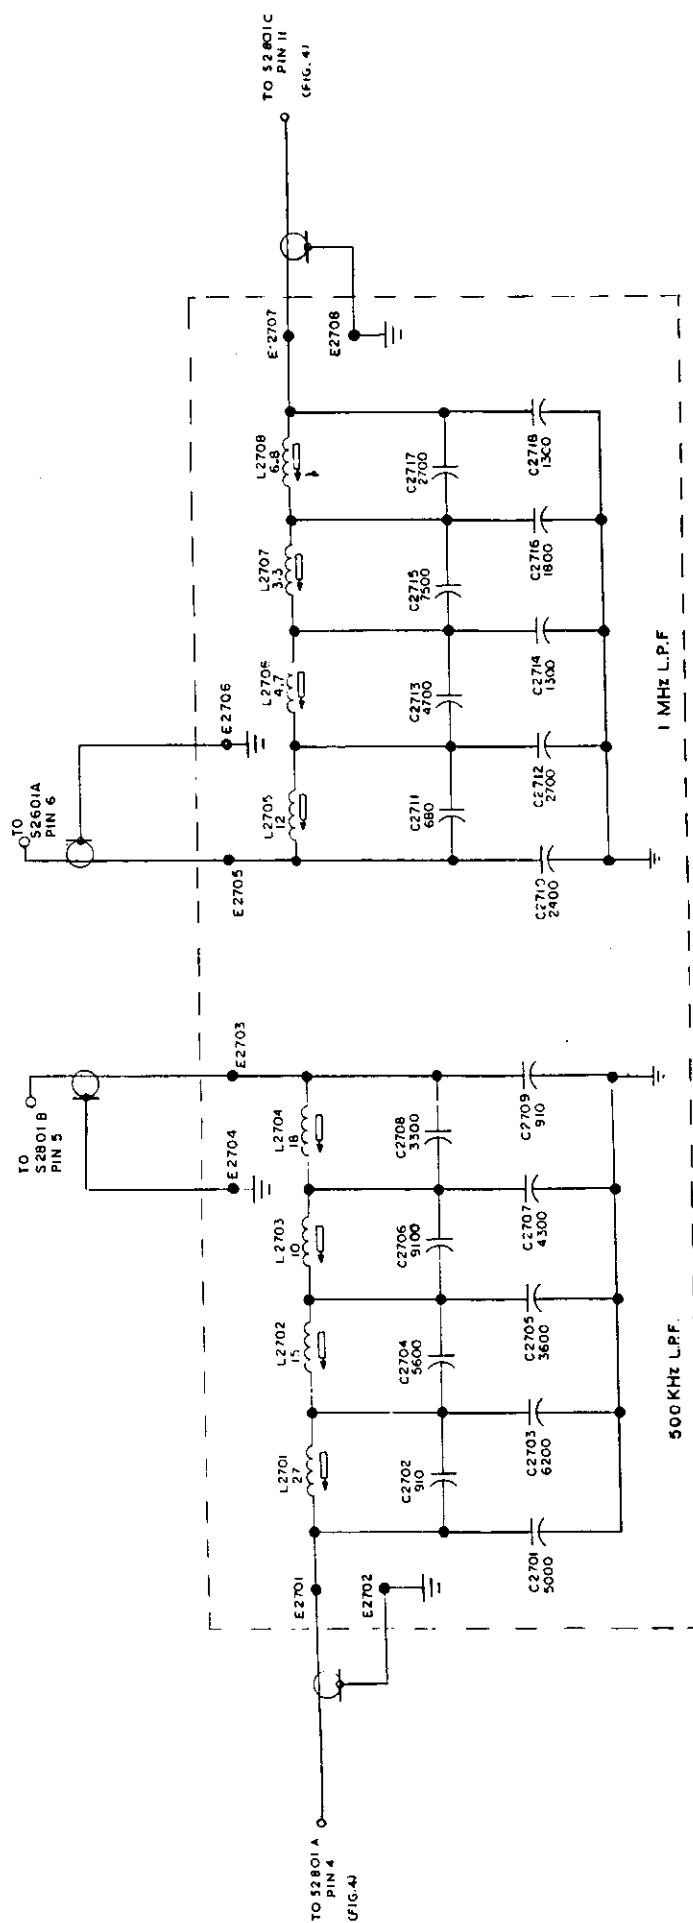 TO S2801C
PIN 11
(FIG. 4)
E2707
E2708
L2708
6.8
C2717
2700
C2718
1300
L2707
3.3
C2715
7500
C2716
1800
L2706
4.7
C2713
4700
C2714
1300
1 MHz L.P.F
E2706
TO
S2601A
PIN 6
L2705
12
C2711
680
C2712
2700
E2705
C2710
2400
TO
S2801B
PIN 5
E2703
E2704
L2704
18
C2708
3300
C2709
910
L2703
10
C2706
9100
C2707
4300
L2702
15
C2704
5600
C2705
3600
L2701
27
C2702
910
C2703
6200
500 KHz L.P.F.
E2701
E2702
C2701
5000
TO S2801A
PIN 4
(FIG.4)